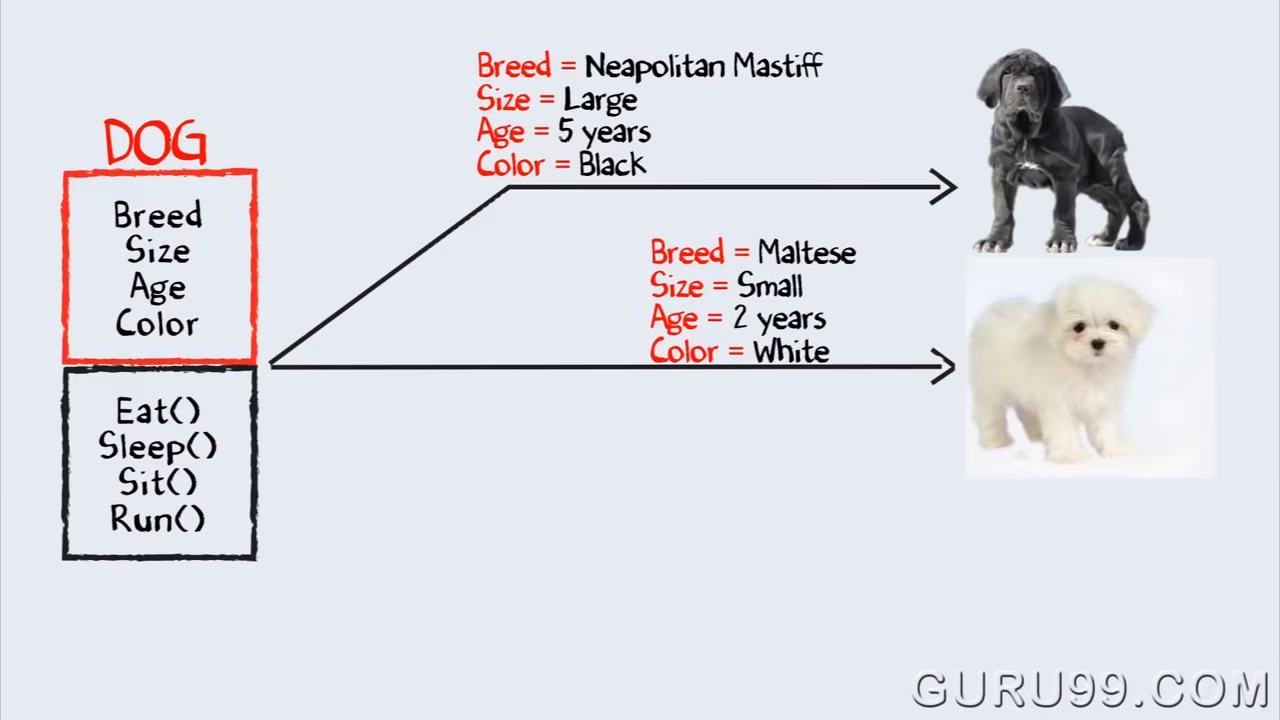 DOG
Breed
Size
Age
Color
Eat()
Sleep()
Sit()
Run()
Breed = Neapolitan Mastiff
Size = Large
Age = 5 years
Color = Black
Breed = Maltese
Size = Small
Age = 2 years
Color = White
GURU99.COM